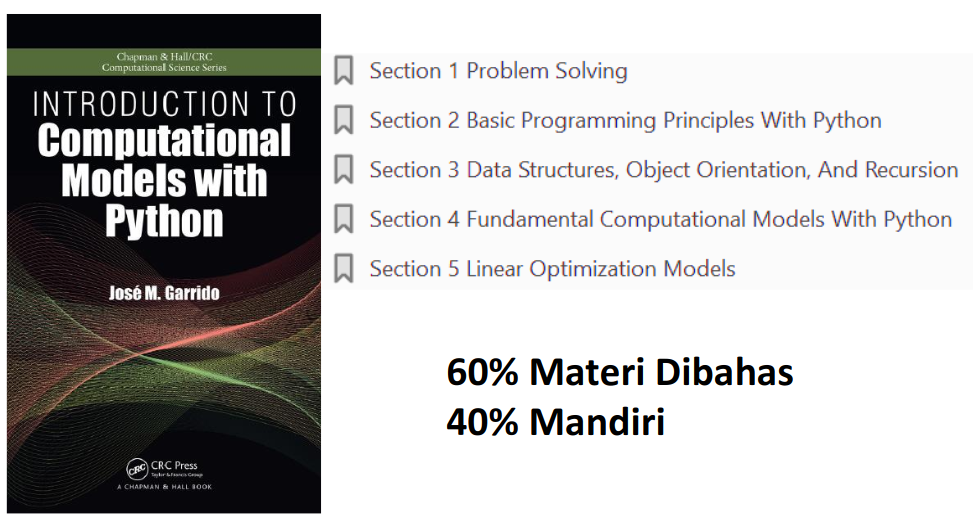 Chapman & Hall/CRC
Computational Science Series
INTRODUCTION TO
Computational
Models with
Python
José M. Garrido
CRC
CRC Press
Taylor & Francis Group
A CHAPMAN & HALL BOOK
Section 1 Problem Solving
Section 2 Basic Programming Principles With Python
Section 3 Data Structures, Object Orientation, And Recursion
Section 4 Fundamental Computational Models With Python
Section 5 Linear Optimization Models
60% Materi Dibahas
40% Mandiri